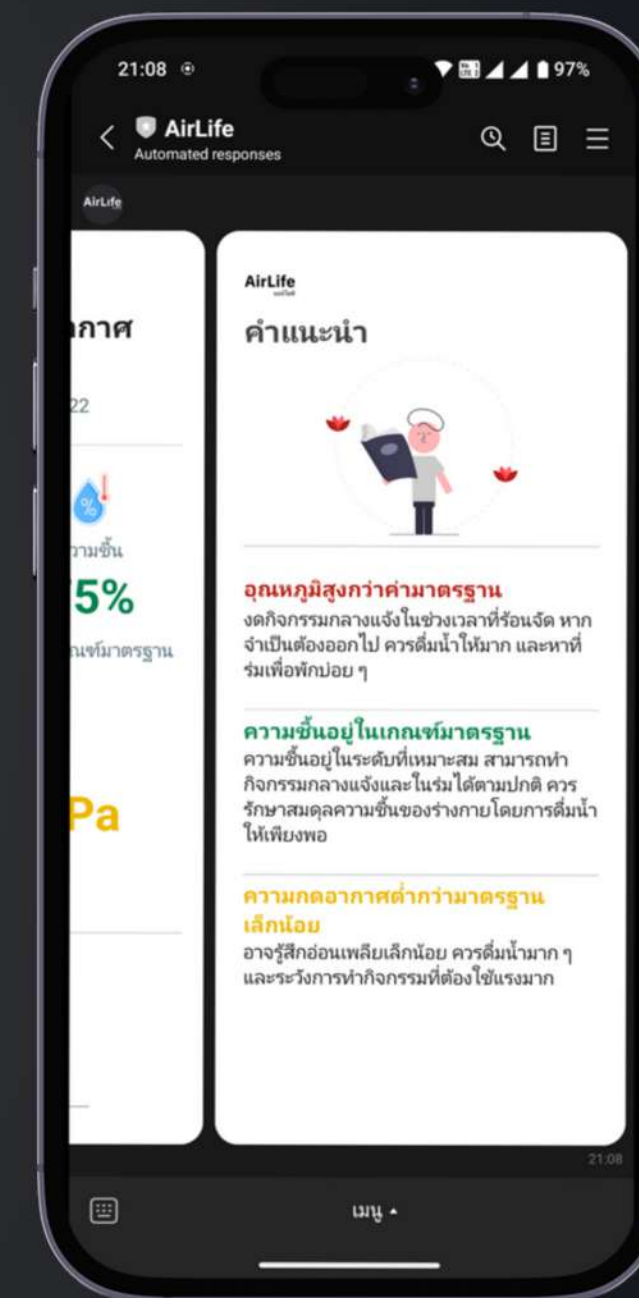 21:08
97%
AirLife
Automated responses
AirLife
ากาศ
22
%
วามชื้น
5%
ณฑ์มาตรฐาน
Pa
AirLife
คำแนะนำ
อุณหภูมิสูงกว่าค่ามาตรฐาน
งดกิจกรรมกลางแจ้งในช่วงเวลาที่ร้อนจัด หาก
จำเป็นต้องออกไป ควรดื่มน้ำให้มาก และหาที่
ร่มเพื่อพักบ่อย ๆ
ความชื้นอยู่ในเกณฑ์มาตรฐาน
ความชื้นอยู่ในระดับที่เหมาะสม สามารถทำ
กิจกรรมกลางแจ้งและในร่มได้ตามปกติ ควร
รักษาสมดุลความชื้นของร่างกายโดยการดื่มน้ำ
ให้เพียงพอ
ความกดอากาศต่ำกว่ามาตรฐาน
เล็กน้อย
อาจรู้สึกอ่อนเพลียเล็กน้อย ควรดื่มน้ำมาก ๆ
และระวังการทำกิจกรรมที่ต้องใช้แรงมาก
21:08
เมนู